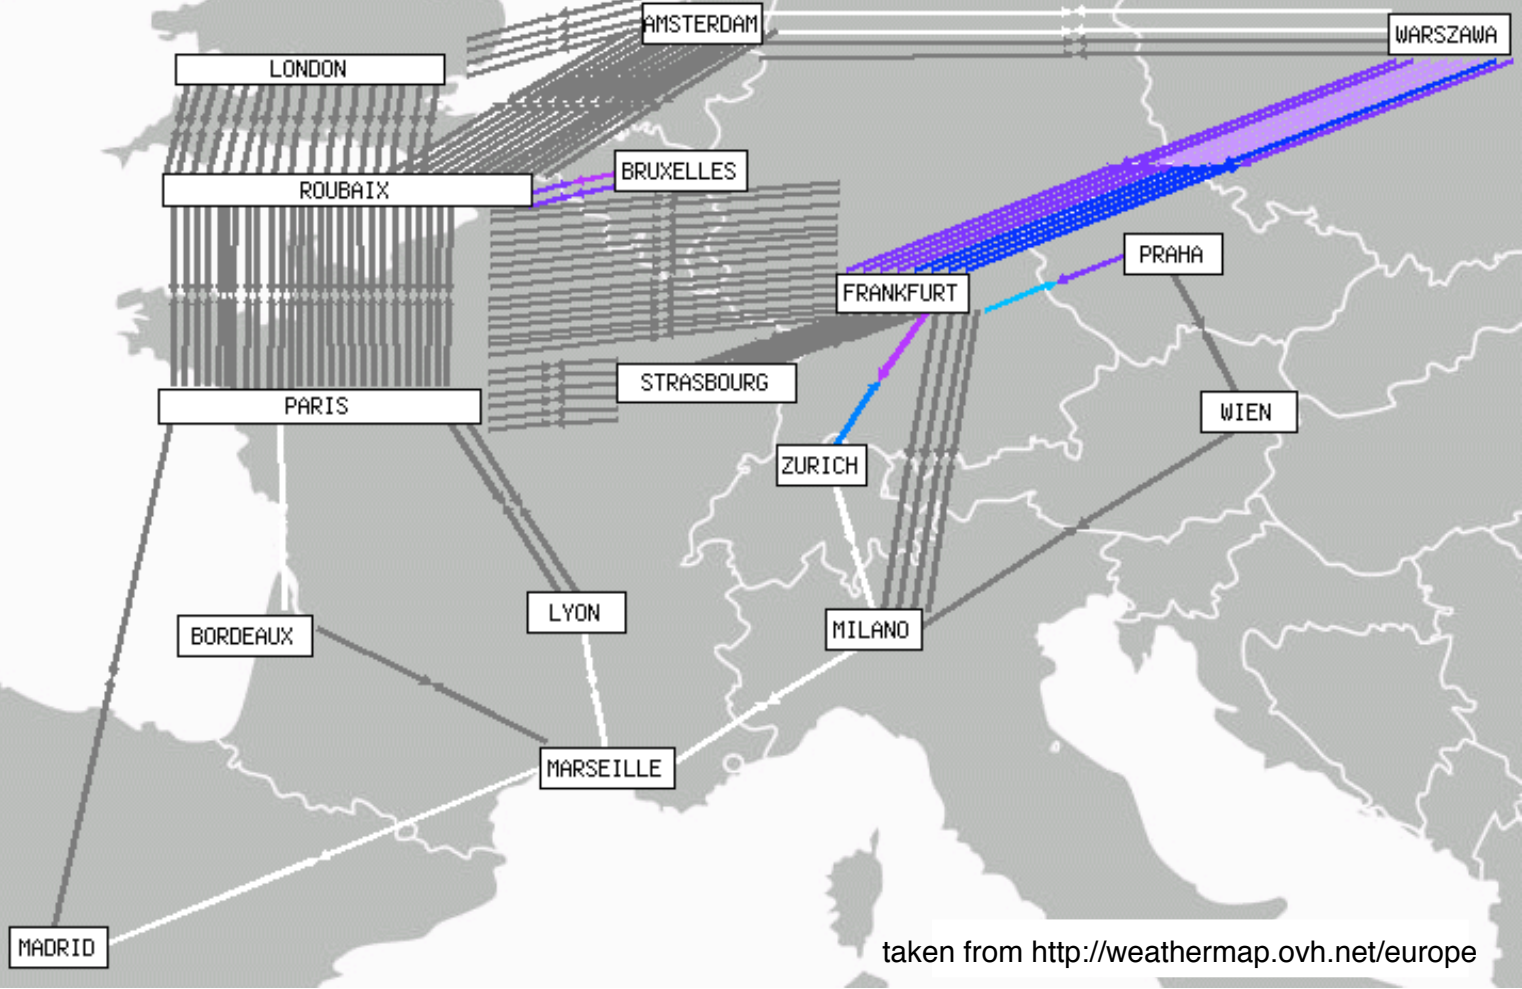 AMSTERDAM
WARSZAWA
LONDON
BRUXELLES
ROUBAIX
PRAHA
FRANKFURT
STRASBOURG
PARIS
WIEN
ZURICH
LYON
MILANO
BORDEAUX
MARSEILLE
MADRID
taken from http://weathermap.ovh.net/europe